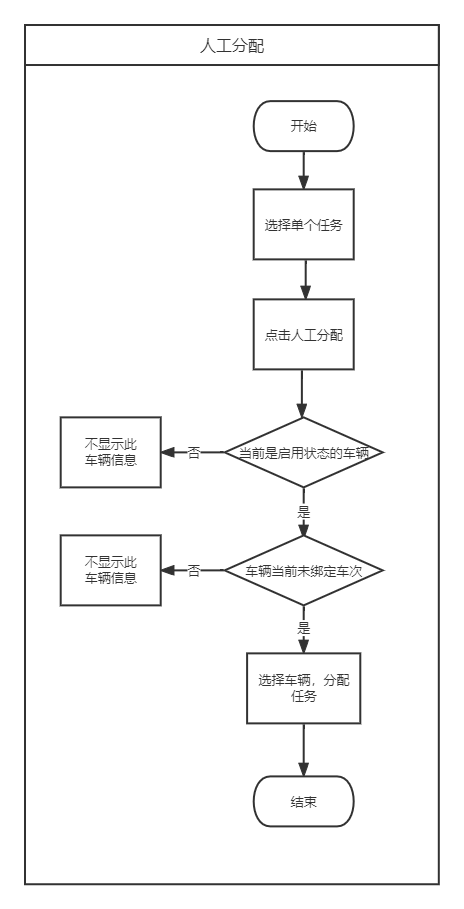 人工分配
开始
选择单个任务
点击人工分配
不显示此
车辆信息
否
当前是启用状态的车辆
是
不显示此
车辆信息
否
车辆当前未绑定车次
是
选择车辆，分配
任务
结束